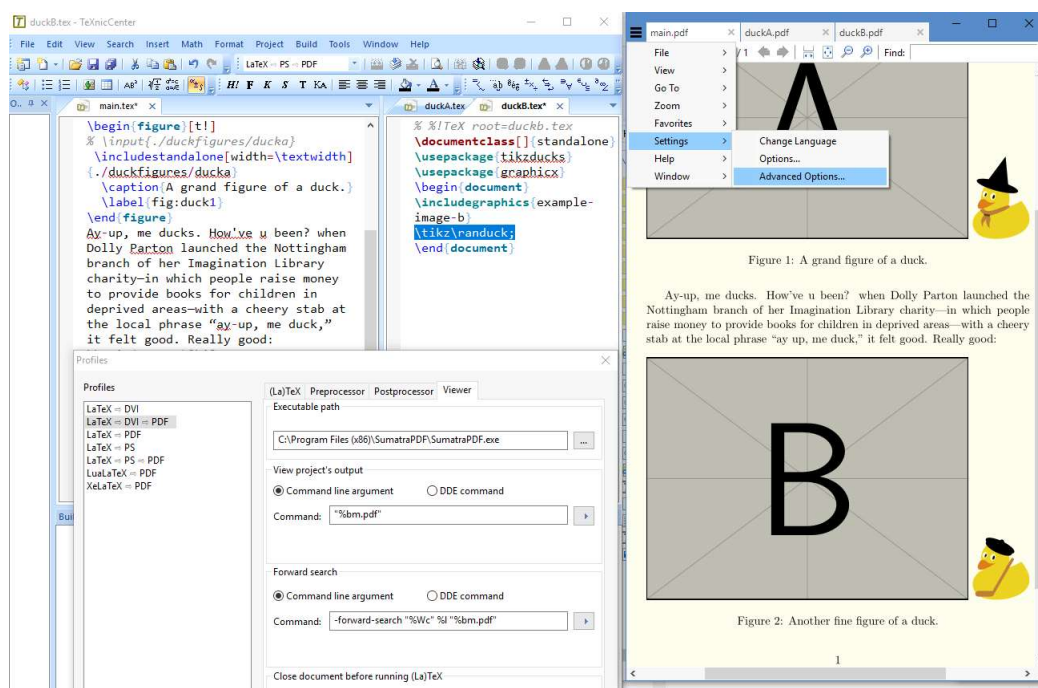 duckB.tex - TeXnicCenter
File Edit View Search Insert Math Format Project Build Tools Window Help
LaTeX ⇨ PS ⇨ PDF
H! F K S T KA
O..
main.tex*
\begin{figure}[t!]
% \input{./duckfigures/ducka}
\includestandalone[width=\textwidth]
{./duckfigures/ducka}
\caption{A grand figure of a duck.}
\label{fig:duck1}
\end{figure}
Ay-up, me ducks. How've u been? when
Dolly Parton launched the Nottingham
branch of her Imagination Library
charity—in which people raise money
to provide books for children in
deprived areas—with a cheery stab at
the local phrase “ay-up, me duck,”
it felt good. Really good:
duckA.tex duckB.tex*
% %!TeX root=duckb.tex
\documentclass[]{standalone}
\usepackage{tikzducks}
\usepackage{graphicx}
\begin{document}
\includegraphics{example-
image-b}
\tikz\randuck;
\end{document}
Profiles
Profiles
LaTeX ⇨ DVI
LaTeX ⇨ DVI ⇨ PDF
LaTeX ⇨ PDF
LaTeX ⇨ PS
LaTeX ⇨ PS ⇨ PDF
LuaLaTeX ⇨ PDF
XeLaTeX ⇨ PDF
(La)TeX Preprocessor Postprocessor Viewer
Executable path
C:\Program Files (x86)\SumatraPDF\SumatraPDF.exe
...
View project's output
Command line argument DDE command
Command: "%bm.pdf"
Forward search
Command line argument DDE command
Command: -forward-search "%Wc" %l "%bm.pdf"
Close document before running (La)TeX
Bui
main.pdf duckA.pdf duckB.pdf
/ 1 Find:
File
View
Go To
Zoom
Favorites
Settings
Help
Window
Change Language
Options...
Advanced Options...
Figure 1: A grand figure of a duck.
Ay-up, me ducks. How've u been? when Dolly Parton launched the
Nottingham branch of her Imagination Library charity—in which people
raise money to provide books for children in deprived areas—with a cheery
stab at the local phrase “ay up, me duck,” it felt good. Really good:
B
Figure 2: Another fine figure of a duck.
1